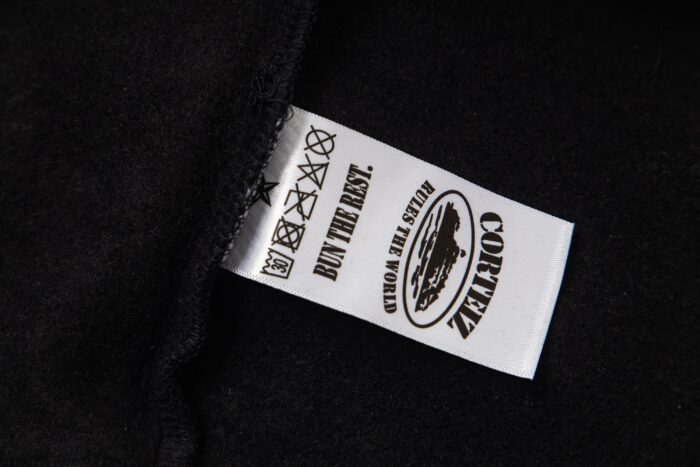 CORTEIZ
RULES THE WORLD
BUN THE REST.
30